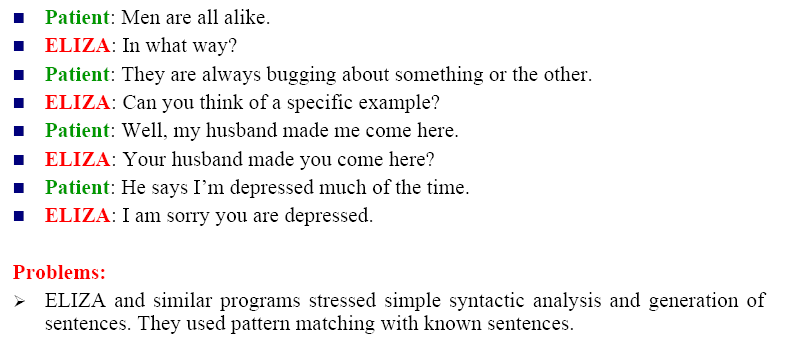 ■ Patient: Men are all alike.
■ ELIZA: In what way?
■ Patient: They are always bugging about something or the other.
■ ELIZA: Can you think of a specific example?
■ Patient: Well, my husband made me come here.
■ ELIZA: Your husband made you come here?
■ Patient: He says I’m depressed much of the time.
■ ELIZA: I am sorry you are depressed.
Problems:
➢ ELIZA and similar programs stressed simple syntactic analysis and generation of
sentences. They used pattern matching with known sentences.